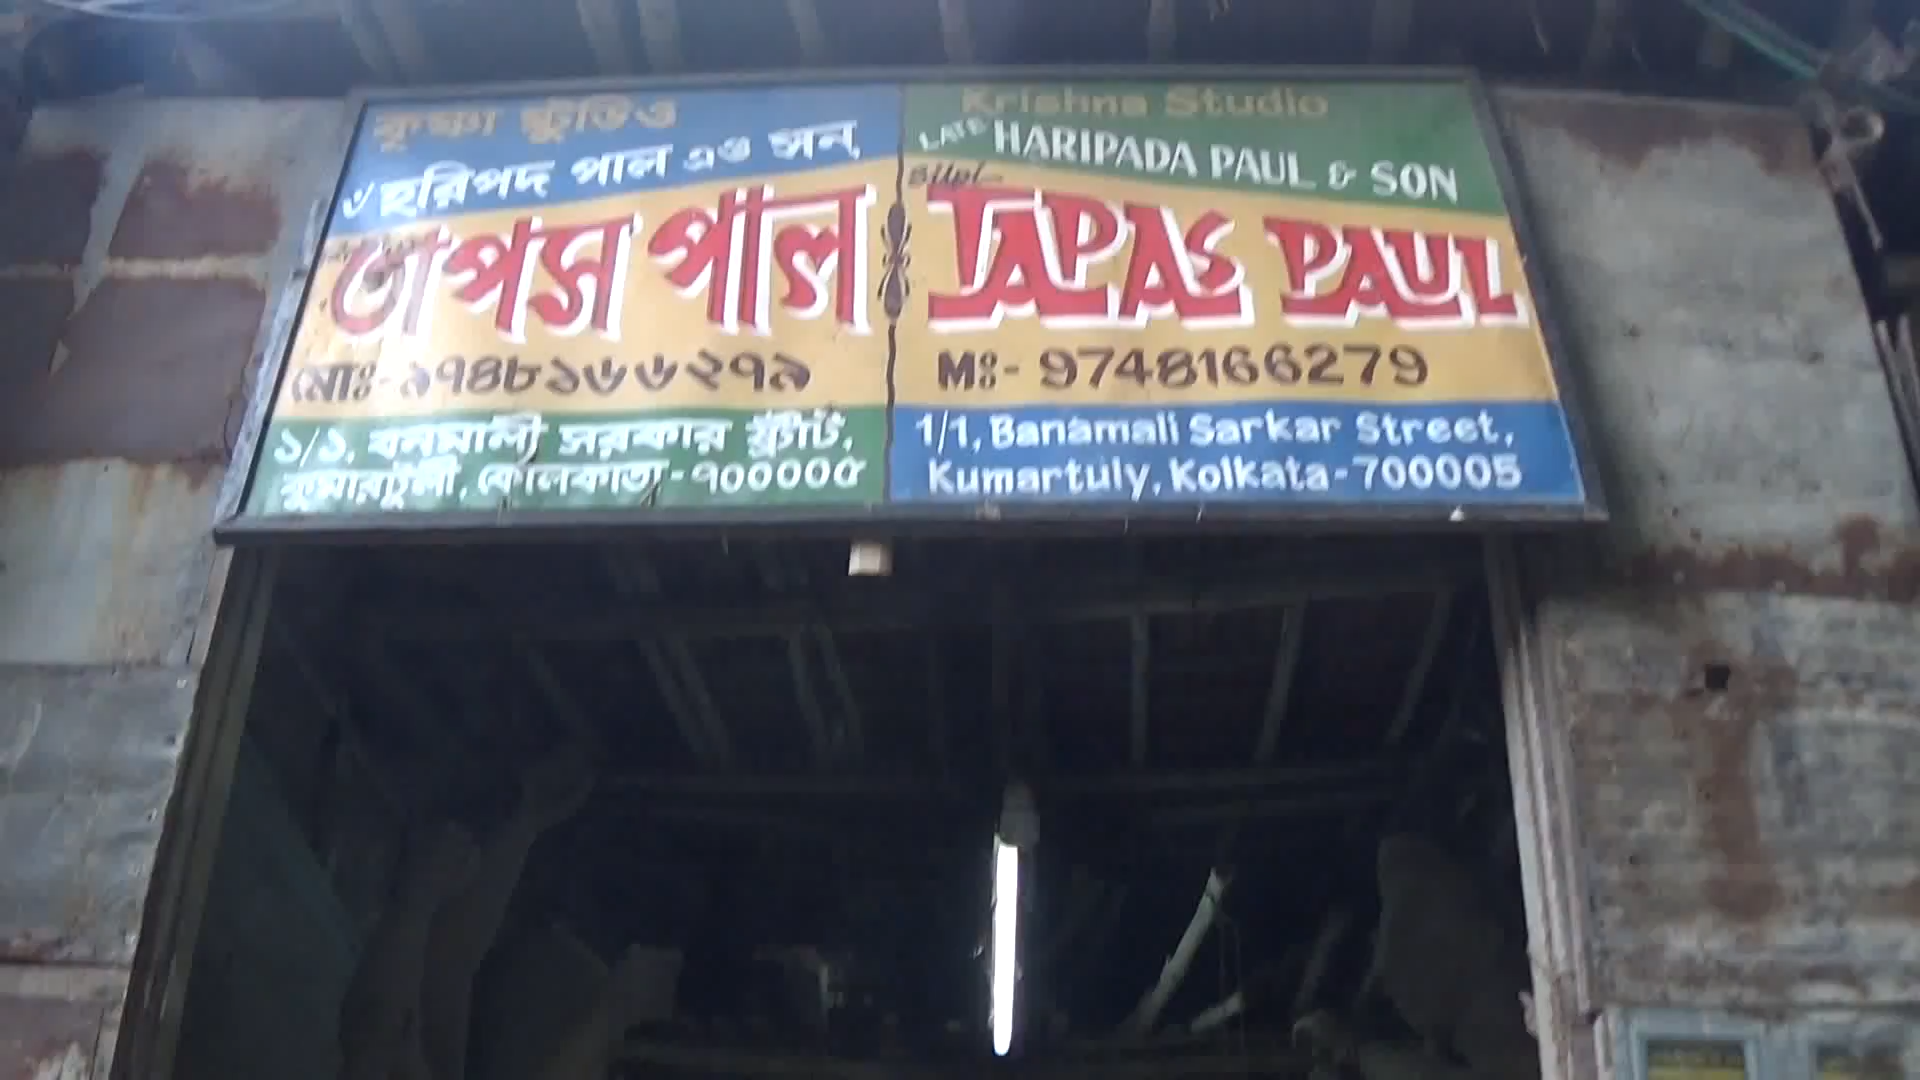 কৃষ্ণা ষ্টুডিও
৺হরিপদ পাল এণ্ড সন্
তাপস পাল
মোঃ-৯৭৪৮১৬৬২৭৯
১/১, বনমালী সরকার ষ্ট্রীট,
কুমারটুলী, কোলকাতা-৭০০০০৫
Krishna Studio
LATE HARIPADA PAUL & SON
Silpi-
TAPAS PAUL
Mঃ- 9748166279
1/1, Banamali Sarkar Street,
Kumartuly, Kolkata-700005